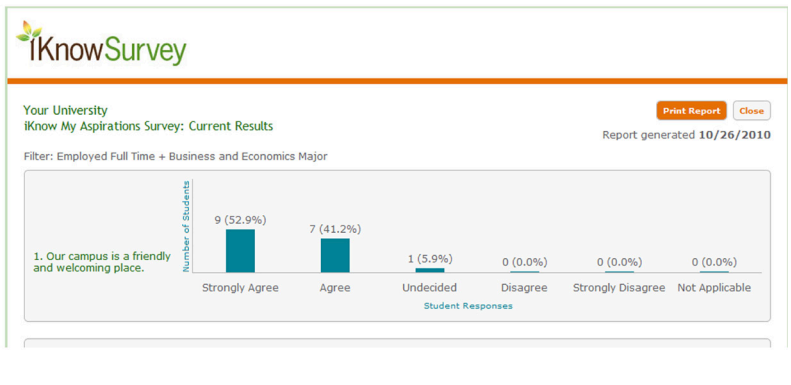 iKnowSurvey
Your University
iKnow My Aspirations Survey: Current Results
Print Report
Close
Report generated 10/26/2010
Filter: Employed Full Time + Business and Economics Major
1. Our campus is a friendly
and welcoming place.
Number of Students
9 (52.9%)
7 (41.2%)
1 (5.9%)
0 (0.0%)
0 (0.0%)
0 (0.0%)
Strongly Agree
Agree
Undecided
Disagree
Strongly Disagree
Not Applicable
Student Responses